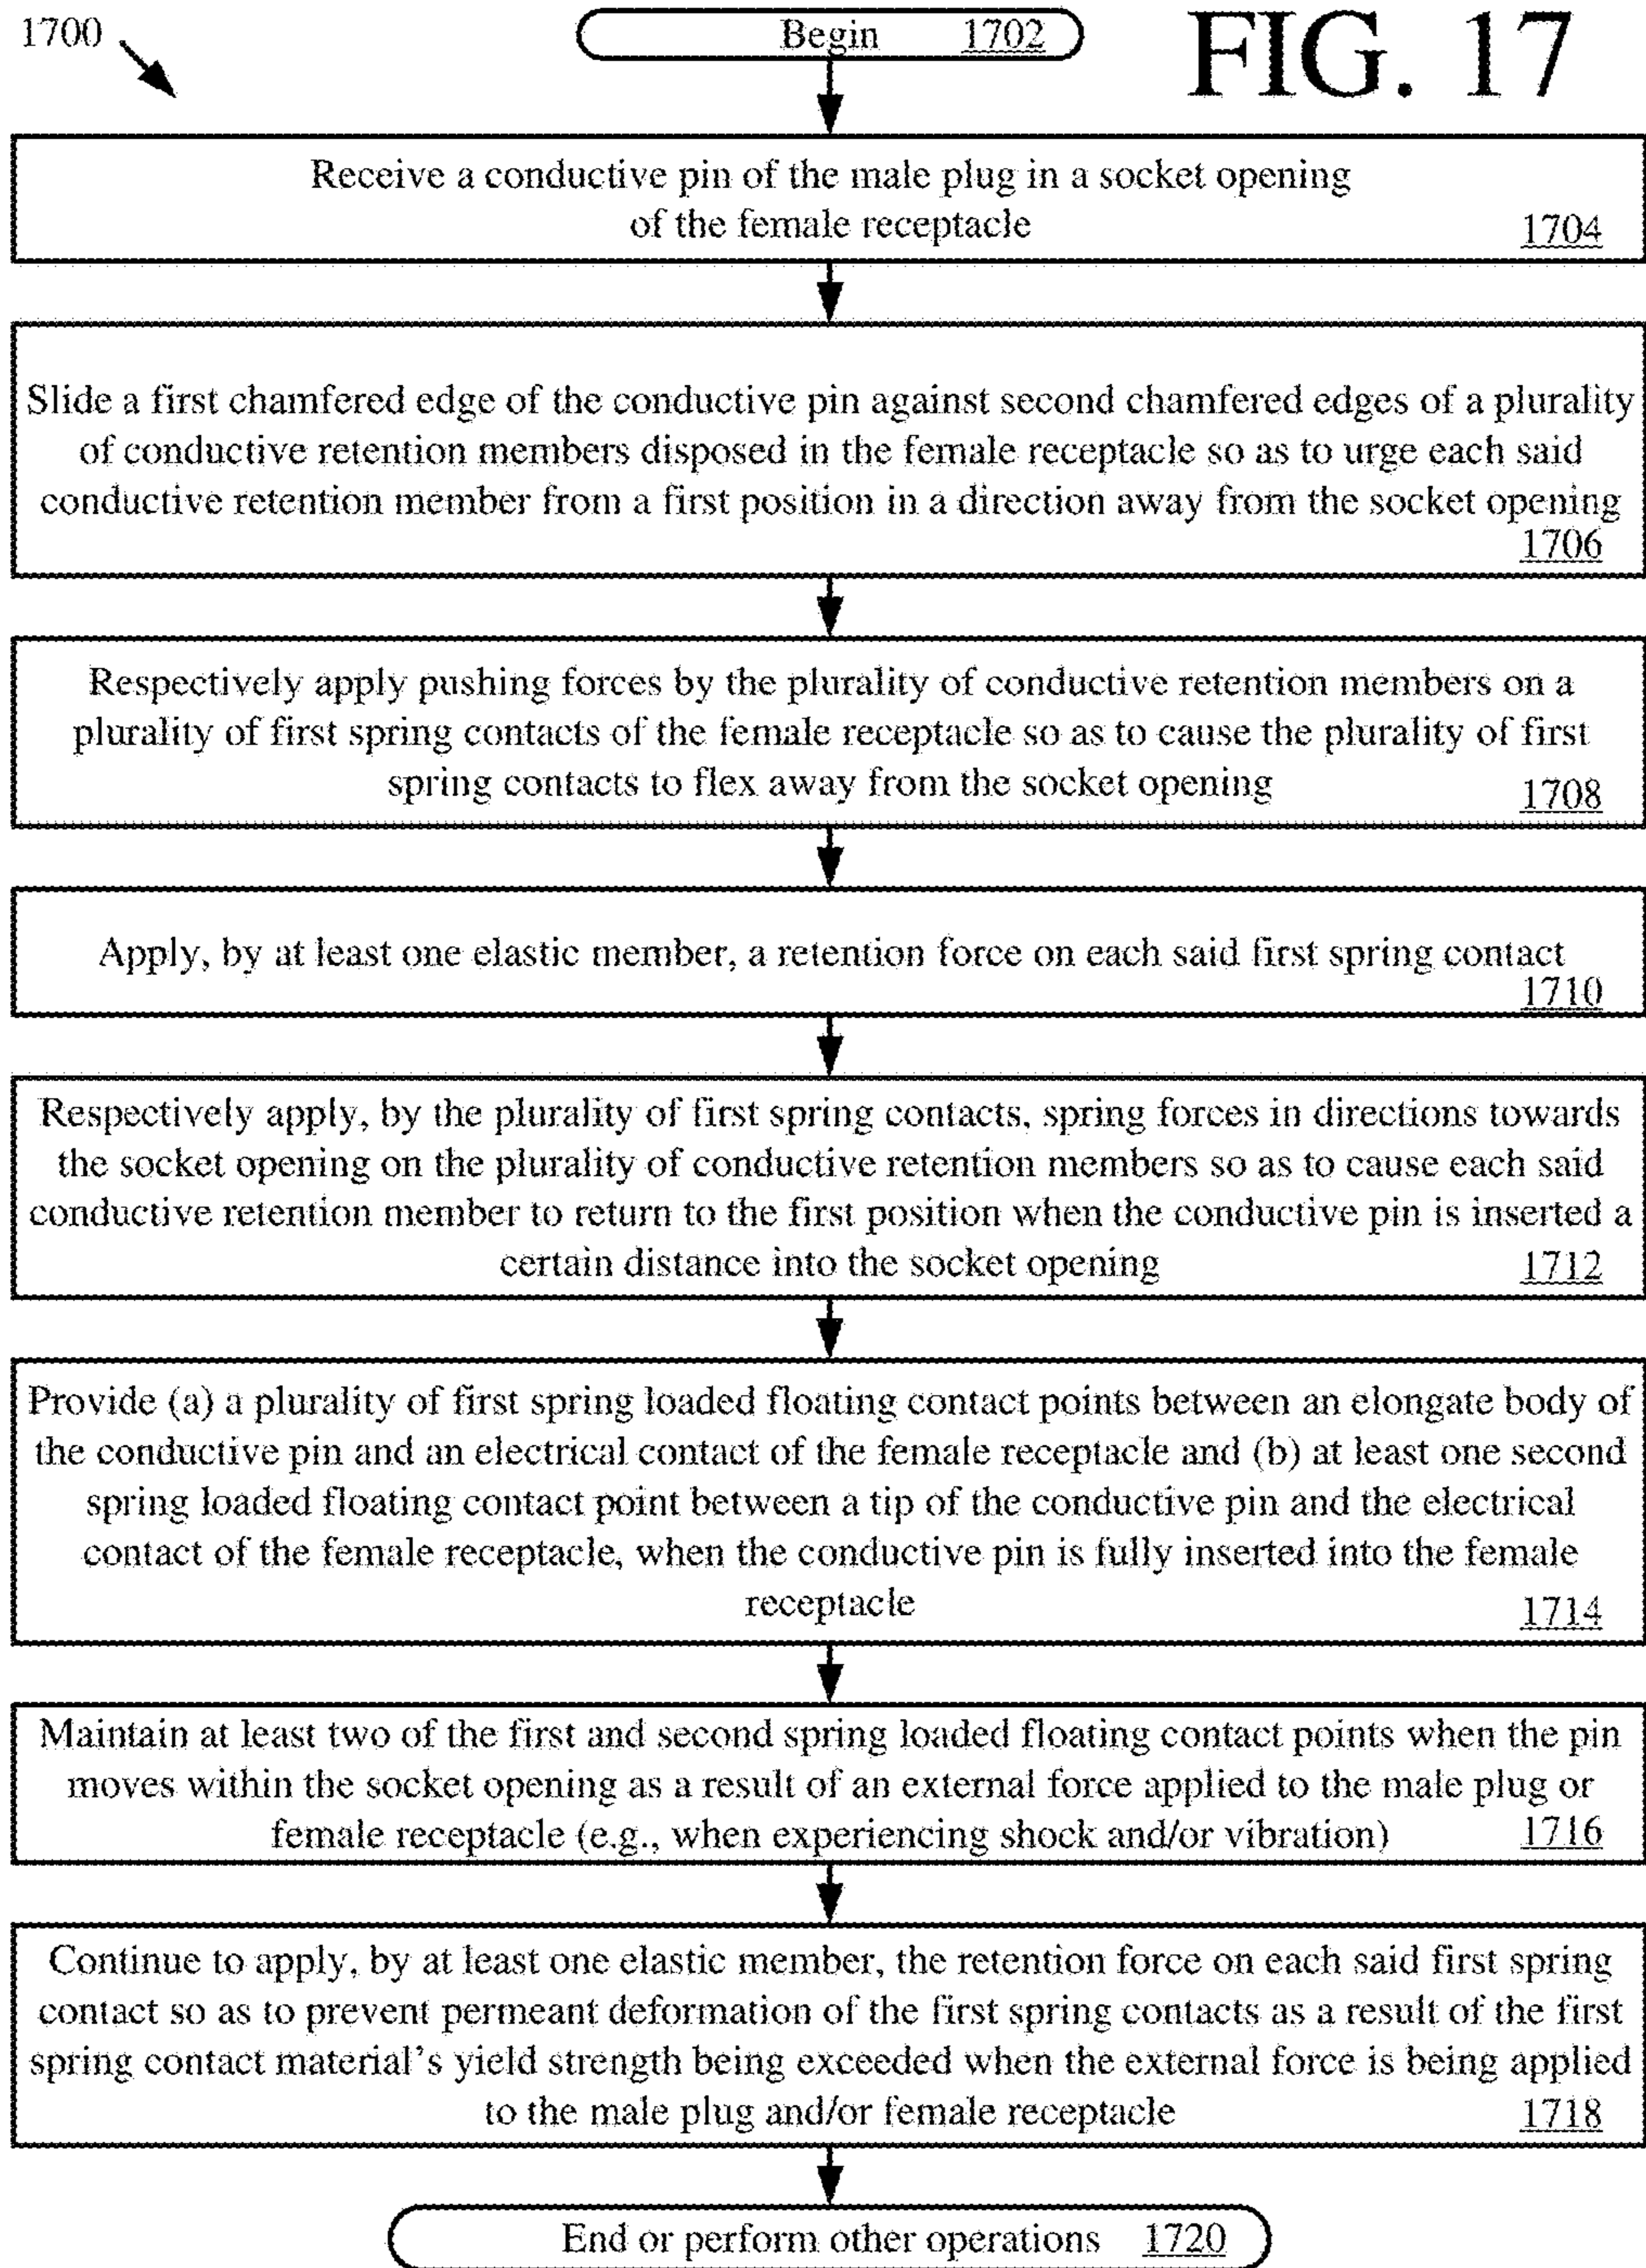 1700
Begin 1702
FIG. 17
Receive a conductive pin of the male plug in a socket opening
of the female receptacle
1704
Slide a first chamfered edge of the conductive pin against second chamfered edges of a plurality
of conductive retention members disposed in the female receptacle so as to urge each said
conductive retention member from a first position in a direction away from the socket opening
1706
Respectively apply pushing forces by the plurality of conductive retention members on a
plurality of first spring contacts of the female receptacle so as to cause the plurality of first
spring contacts to flex away from the socket opening
1708
Apply, by at least one elastic member, a retention force on each said first spring contact
1710
Respectively apply, by the plurality of first spring contacts, spring forces in directions towards
the socket opening on the plurality of conductive retention members so as to cause each said
conductive retention member to return to the first position when the conductive pin is inserted a
certain distance into the socket opening
1712
Provide (a) a plurality of first spring loaded floating contact points between an elongate body of
the conductive pin and an electrical contact of the female receptacle and (b) at least one second
spring loaded floating contact point between a tip of the conductive pin and the electrical
contact of the female receptacle, when the conductive pin is fully inserted into the female
receptacle
1714
Maintain at least two of the first and second spring loaded floating contact points when the pin
moves within the socket opening as a result of an external force applied to the male plug or
female receptacle (e.g., when experiencing shock and/or vibration)
1716
Continue to apply, by at least one elastic member, the retention force on each said first spring
contact so as to prevent permeant deformation of the first spring contacts as a result of the first
spring contact material's yield strength being exceeded when the external force is being applied
to the male plug and/or female receptacle
1718
End or perform other operations 1720